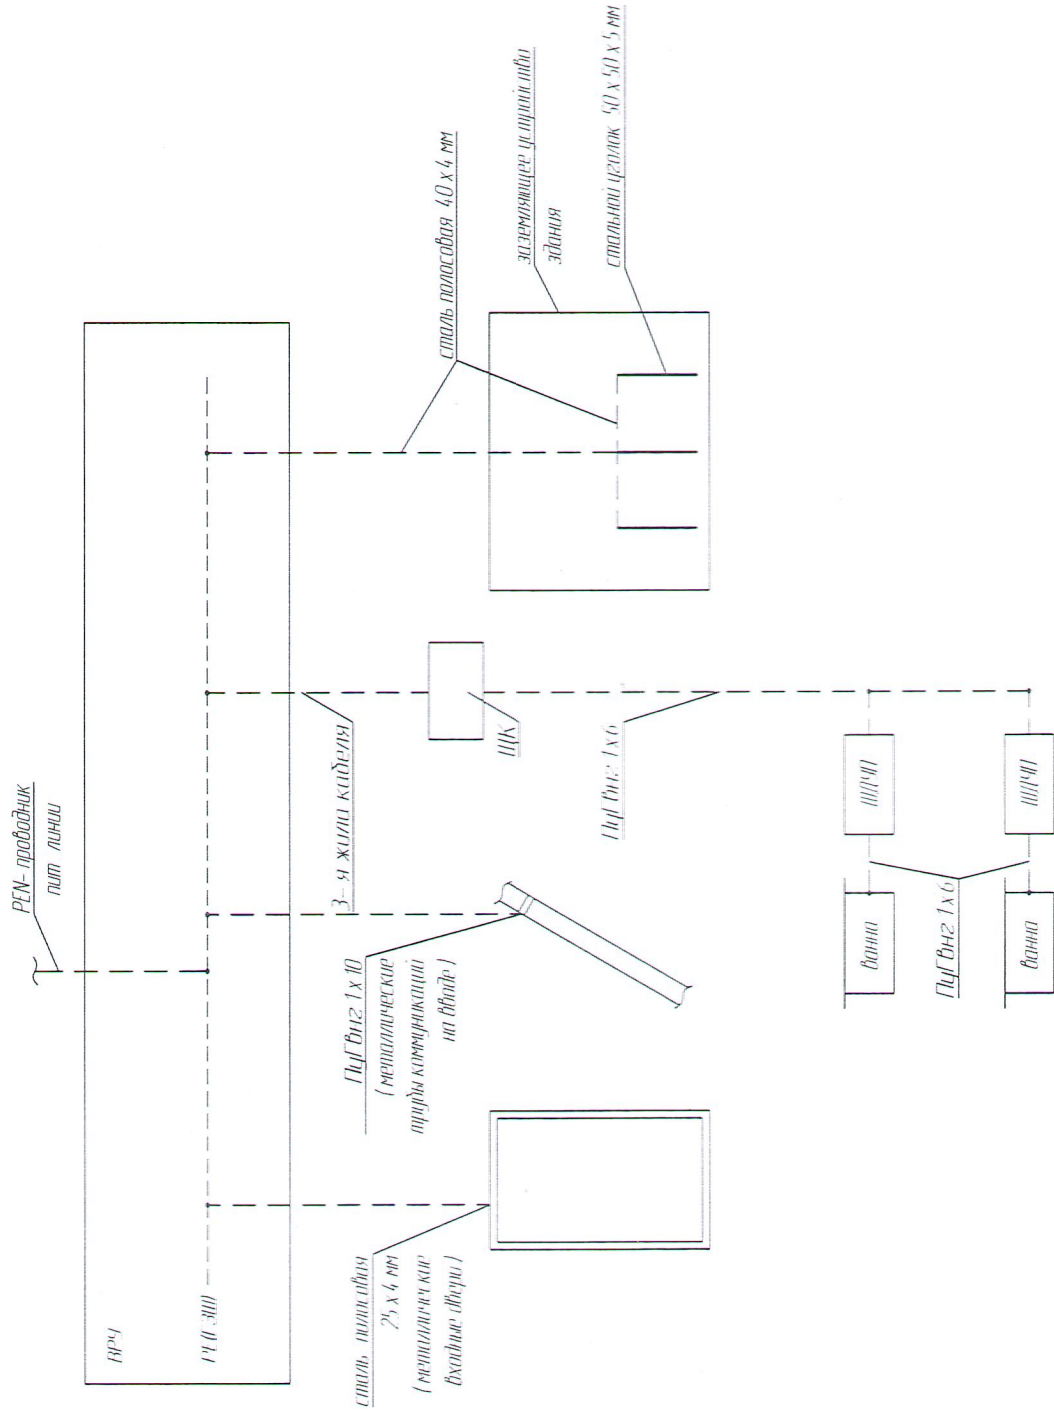 ВРУ
PE(ГЗШ)
PEN- проводник
пит линии
сталь полосовая
25 х 4 мм
(металлические
входные двери)
ПуГВнг 1 х 10
(металлические
трубы коммуникаций
на вводе)
3- я жила кабеля
ЩК
ПуГВнг 1 х 6
сталь полосовая 40 х 4 мм
заземляющее устройство
здания
стальной уголок 50 х 50 х 5 мм
ванна
ШДУП
ПуГВнг 1 х 6
ванна
ШДУП